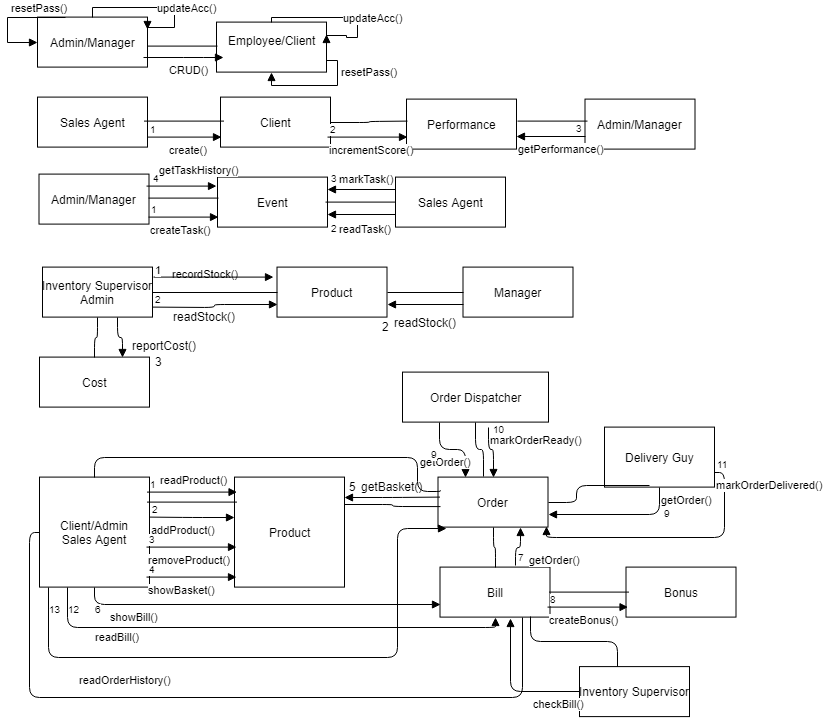 resetPass()
updateAcc()
Admin/Manager
CRUD()
Employee/Client
updateAcc()
resetPass()
Sales Agent
1
create()
Client
2
incrementScore()
Performance
3
getPerformance()
Admin/Manager
Admin/Manager
getTaskHistory()
4
1
createTask()
Event
3 markTask()
2 readTask()
Sales Agent
Inventory Supervisor
Admin
1
recordStock()
2
readStock()
Product
2 readStock()
Manager
reportCost()
3
Cost
Order Dispatcher
9
getOrder()
10
markOrderReady()
Delivery Guy
11
markOrderDelivered()
getOrder()
9
Client/Admin
Sales Agent
1
readProduct()
2
addProduct()
3
removeProduct()
4
showBasket()
Product
5 getBasket()
Order
7
getOrder()
Bill
8
createBonus()
Bonus
13
12
6
showBill()
readBill()
readOrderHistory()
checkBill()
Inventory Supervisor